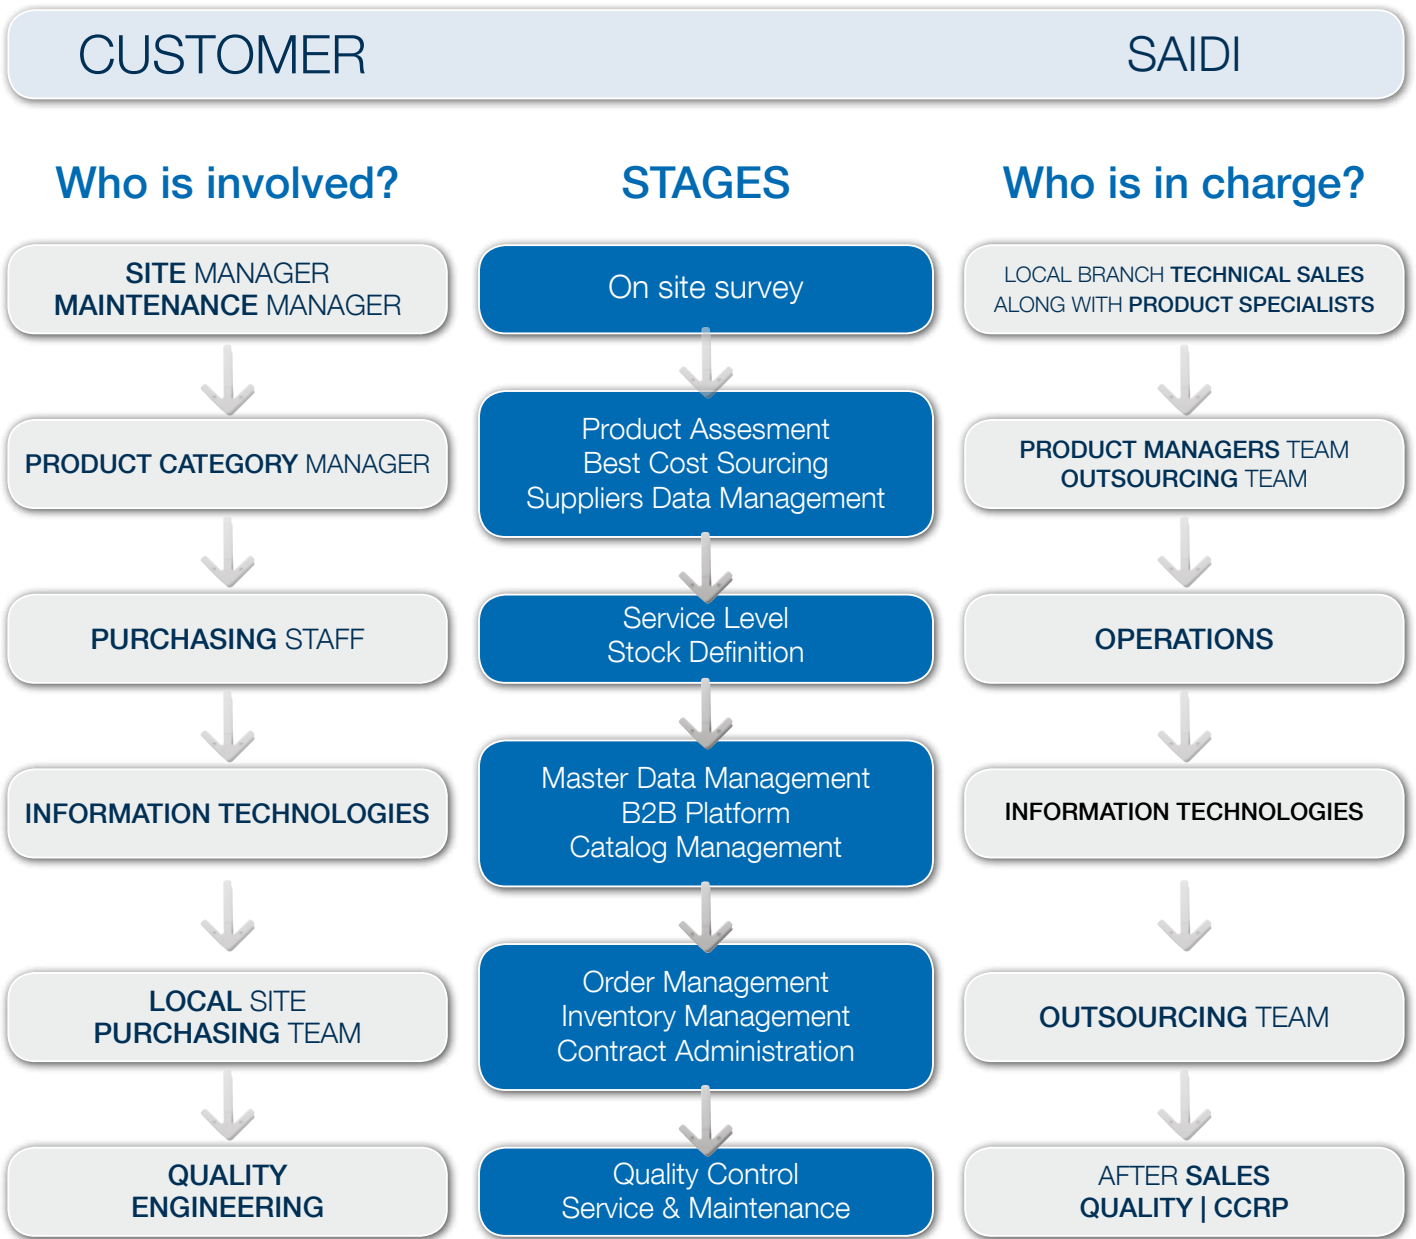 CUSTOMER
SAIDI
Who is involved?
STAGES
Who is in charge?
SITE MANAGER
MAINTENANCE MANAGER
On site survey
LOCAL BRANCH TECHNICAL SALES
ALONG WITH PRODUCT SPECIALISTS
PRODUCT CATEGORY MANAGER
Product Assesment
Best Cost Sourcing
Suppliers Data Management
PRODUCT MANAGERS TEAM
OUTSOURCING TEAM
PURCHASING STAFF
Service Level
Stock Definition
OPERATIONS
INFORMATION TECHNOLOGIES
Master Data Management
B2B Platform
Catalog Management
INFORMATION TECHNOLOGIES
LOCAL SITE
PURCHASING TEAM
Order Management
Inventory Management
Contract Administration
OUTSOURCING TEAM
QUALITY
ENGINEERING
Quality Control
Service & Maintenance
AFTER SALES
QUALITY | CCRP